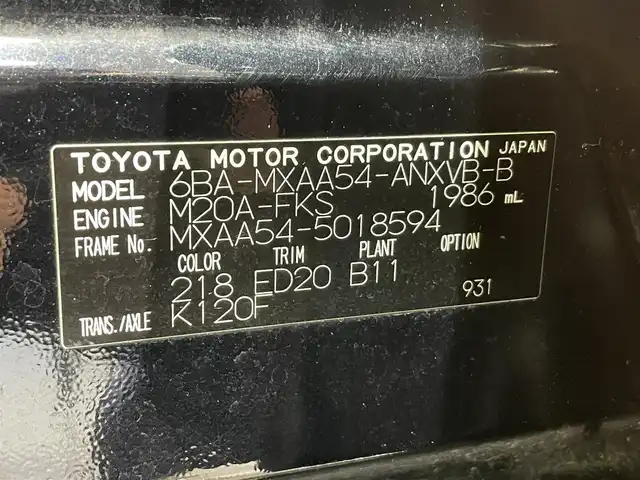 TOYOTA MOTOR CORPORATION JAPAN
MODEL 6BA-MXAA54-ANXVB-B
ENGINE M20A-FKS 1986 mL
FRAME No. MXAA54-5018594
COLOR TRIM PLANT OPTION
218 ED20 B11
TRANS./AXLE K120F 931